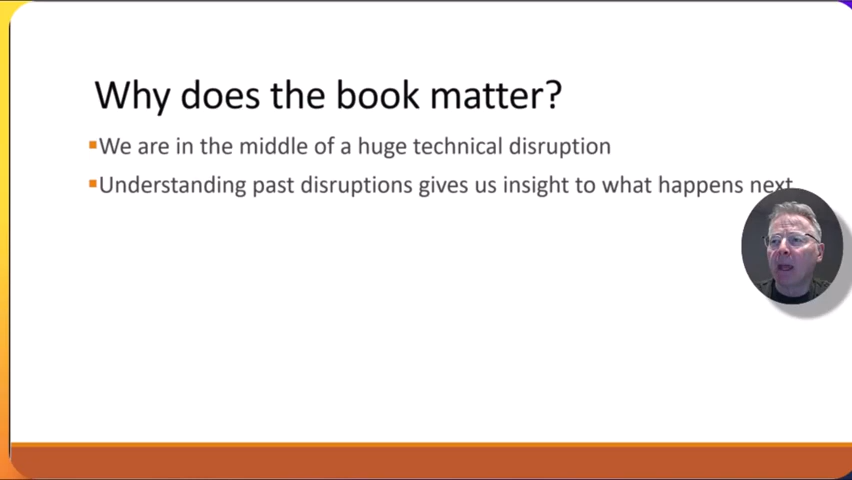 Why does the book matter?
▪We are in the middle of a huge technical disruption
▪Understanding past disruptions gives us insight to what happens next